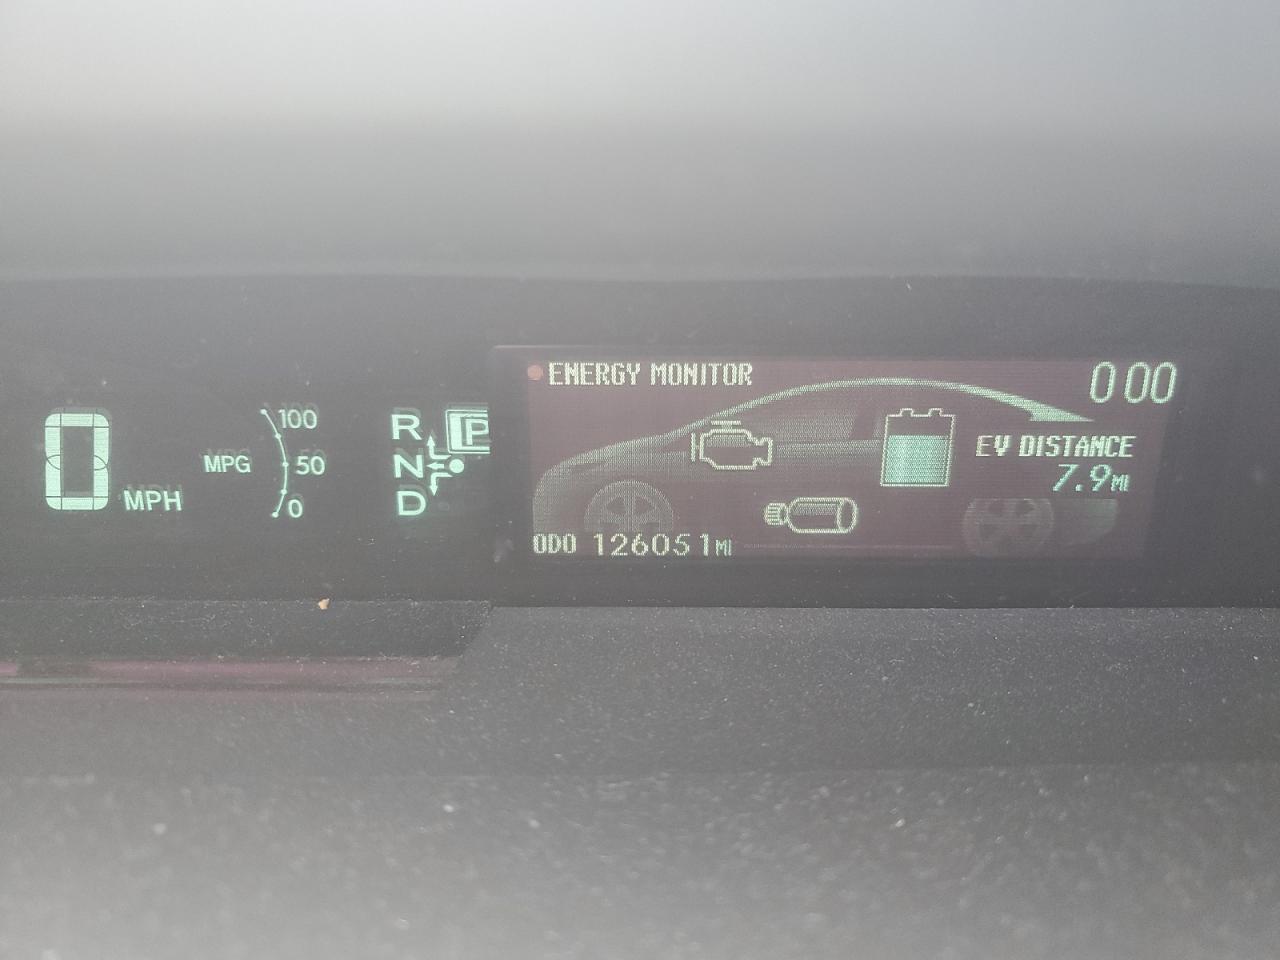 ENERGY MONITOR
0 00
100
R
P
0
MPG
50
N
EV DISTANCE
7.9MI
MPH
0
D
ODO 126051MI